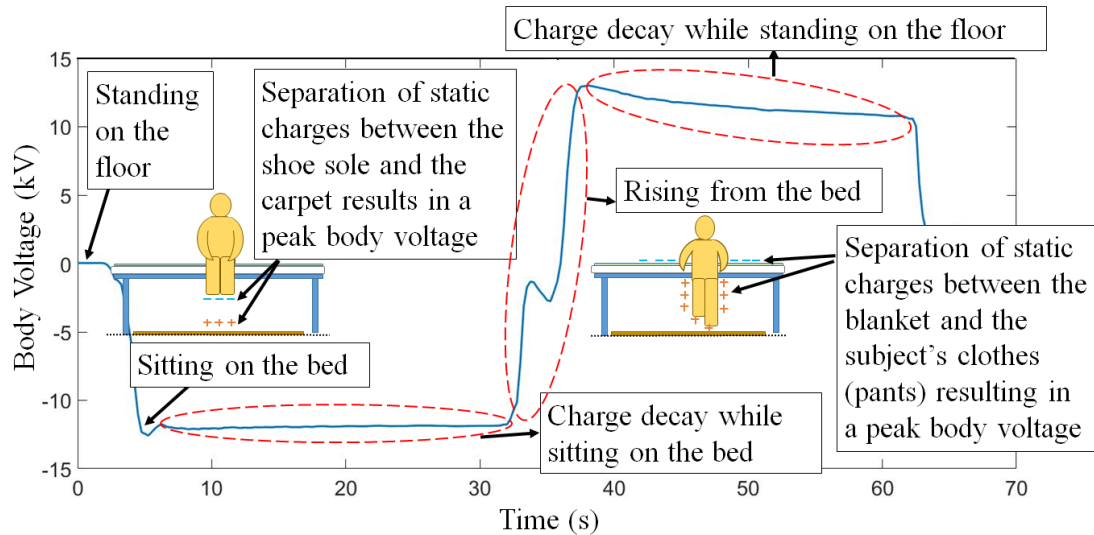 Charge decay while standing on the floor
Standing
on the
floor
Separation of static
charges between the
shoe sole and the
carpet results in a
peak body voltage
Rising from the bed
Separation of static
charges between the
blanket and the
subject's clothes
(pants) resulting in
a peak body voltage
Sitting on the bed
Charge decay while
sitting on the bed
Body Voltage (kV)
15
10
5
0
-5
-10
-15
0
10
20
30
40
50
60
70
Time (s)